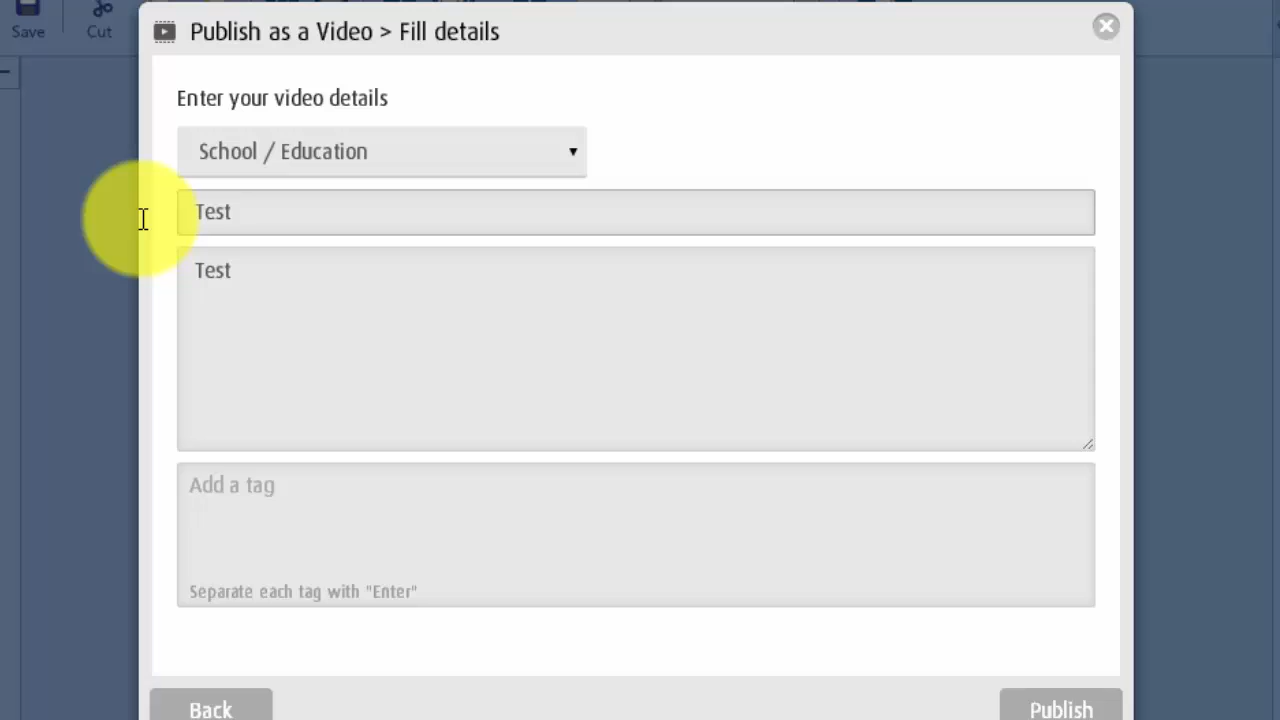 Save Cut
Publish as a Video > Fill details
Enter your video details
School / Education
Test
Test
Add a tag
Separate each tag with "Enter"
Back Publish